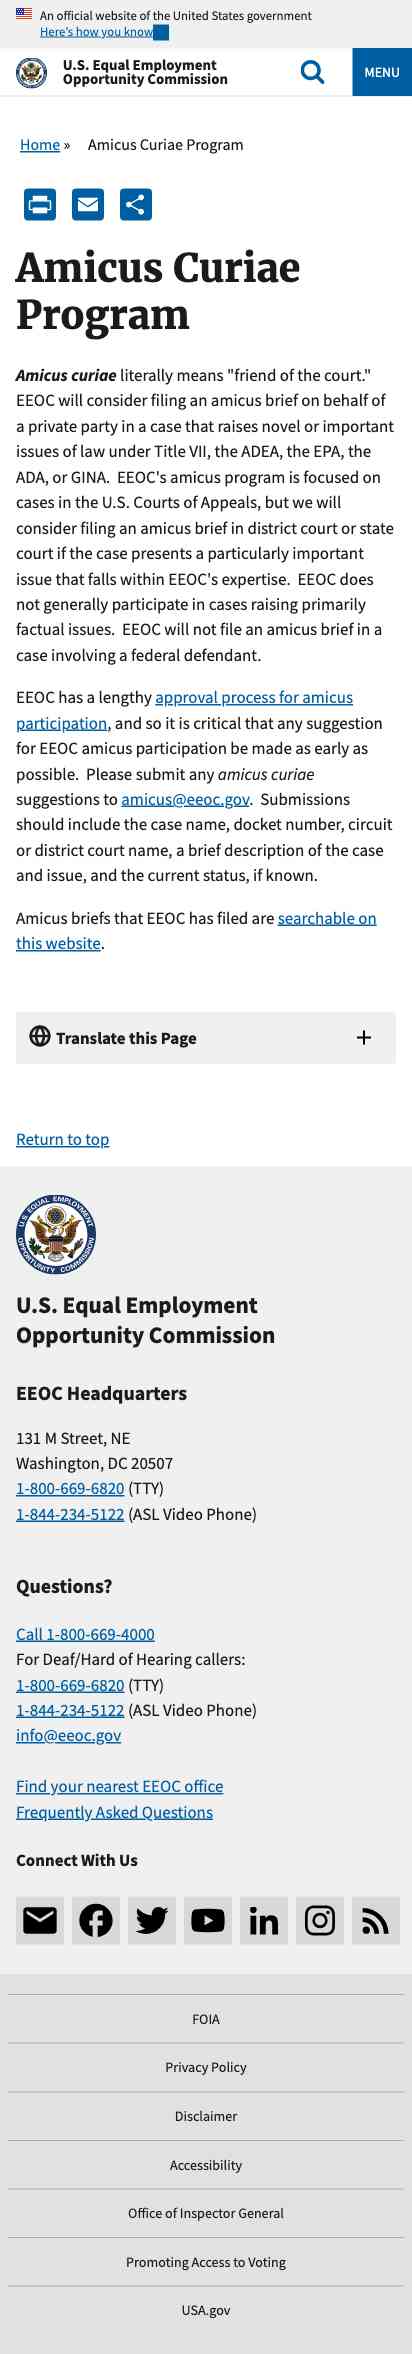 An official website of the United States government
Here's how you know
U.S. Equal Employment
Opportunity Commission
MENU
Home » Amicus Curiae Program
Amicus Curiae
Program
Amicus curiae literally means "friend of the court."
EEOC will consider filing an amicus brief on behalf of
a private party in a case that raises novel or important
issues of law under Title VII, the ADEA, the EPA, the
ADA, or GINA.  EEOC's amicus program is focused on
cases in the U.S. Courts of Appeals, but we will
consider filing an amicus brief in district court or state
court if the case presents a particularly important
issue that falls within EEOC's expertise.  EEOC does
not generally participate in cases raising primarily
factual issues.  EEOC will not file an amicus brief in a
case involving a federal defendant.
EEOC has a lengthy approval process for amicus
participation, and so it is critical that any suggestion
for EEOC amicus participation be made as early as
possible.  Please submit any amicus curiae
suggestions to amicus@eeoc.gov.  Submissions
should include the case name, docket number, circuit
or district court name, a brief description of the case
and issue, and the current status, if known.
Amicus briefs that EEOC has filed are searchable on
this website.
Translate this Page
Return to top
U.S. EQUAL EMPLOYMENT
OPPORTUNITY COMMISSION
U.S. Equal Employment
Opportunity Commission
EEOC Headquarters
131 M Street, NE
Washington, DC 20507
1-800-669-6820 (TTY)
1-844-234-5122 (ASL Video Phone)
Questions?
Call 1-800-669-4000
For Deaf/Hard of Hearing callers:
1-800-669-6820 (TTY)
1-844-234-5122 (ASL Video Phone)
info@eeoc.gov
Find your nearest EEOC office
Frequently Asked Questions
Connect With Us
FOIA
Privacy Policy
Disclaimer
Accessibility
Office of Inspector General
Promoting Access to Voting
USA.gov